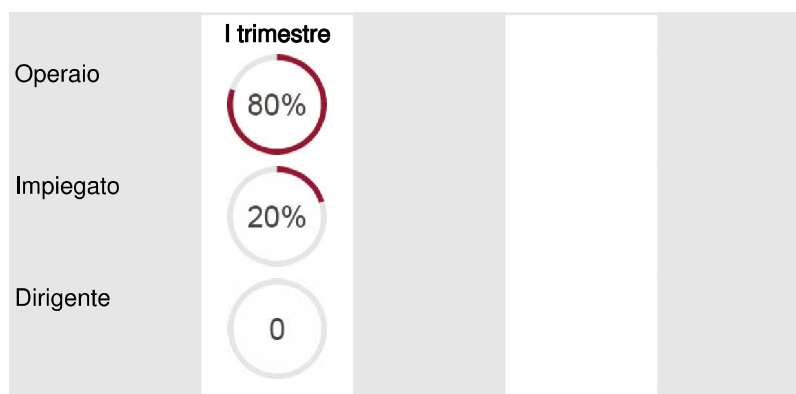 I trimestre
Operaio
80%
Impiegato
20%
Dirigente
0